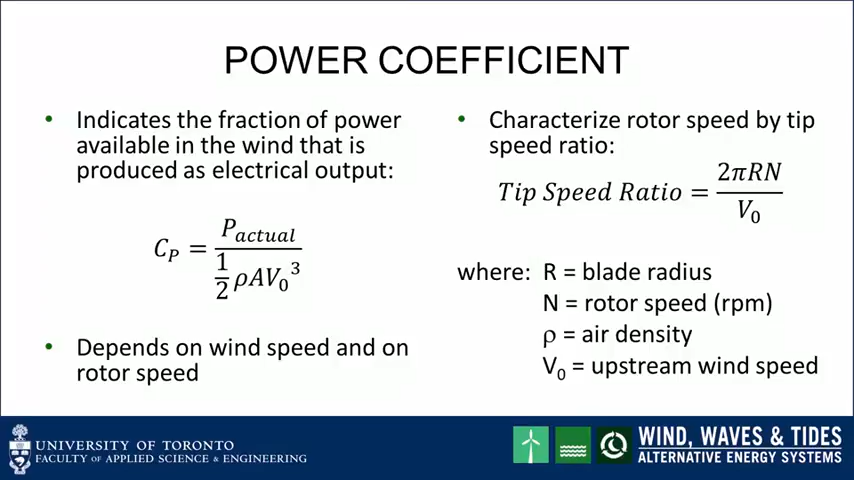 POWER COEFFICIENT
• Indicates the fraction of power
available in the wind that is
produced as electrical output:
C_P = P_actual / (1/2 ρAV_0^3)
• Depends on wind speed and on
rotor speed
• Characterize rotor speed by tip
speed ratio:
Tip Speed Ratio = 2πRN / V_0
where: R = blade radius
N = rotor speed (rpm)
ρ = air density
V_0 = upstream wind speed
UNIVERSITY OF TORONTO
FACULTY OF APPLIED SCIENCE & ENGINEERING
WIND, WAVES & TIDES
ALTERNATIVE ENERGY SYSTEMS